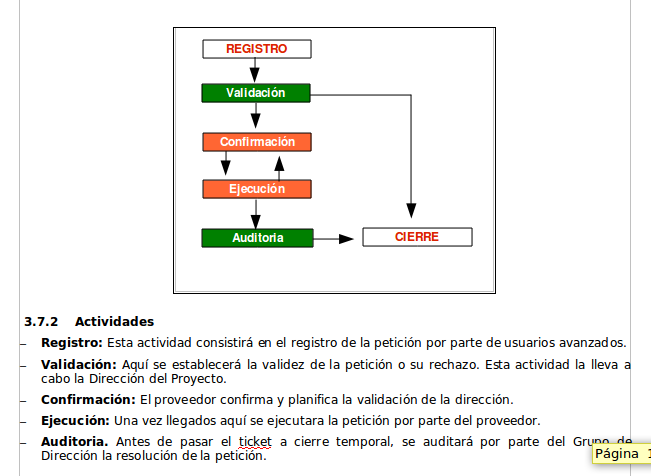 REGISTRO
Validación
Confirmación
Ejecución
Auditoria
CIERRE
3.7.2 Actividades
– Registro: Esta actividad consistirá en el registro de la petición por parte de usuarios avanzados.
– Validación: Aquí se establecerá la validez de la petición o su rechazo. Esta actividad la lleva a
cabo la Dirección del Proyecto.
– Confirmación: El proveedor confirma y planifica la validación de la dirección.
– Ejecución: Una vez llegados aquí se ejecutara la petición por parte del proveedor.
– Auditoria. Antes de pasar el ticket a cierre temporal, se auditará por parte del Grupo de
Dirección la resolución de la petición.
Página 1